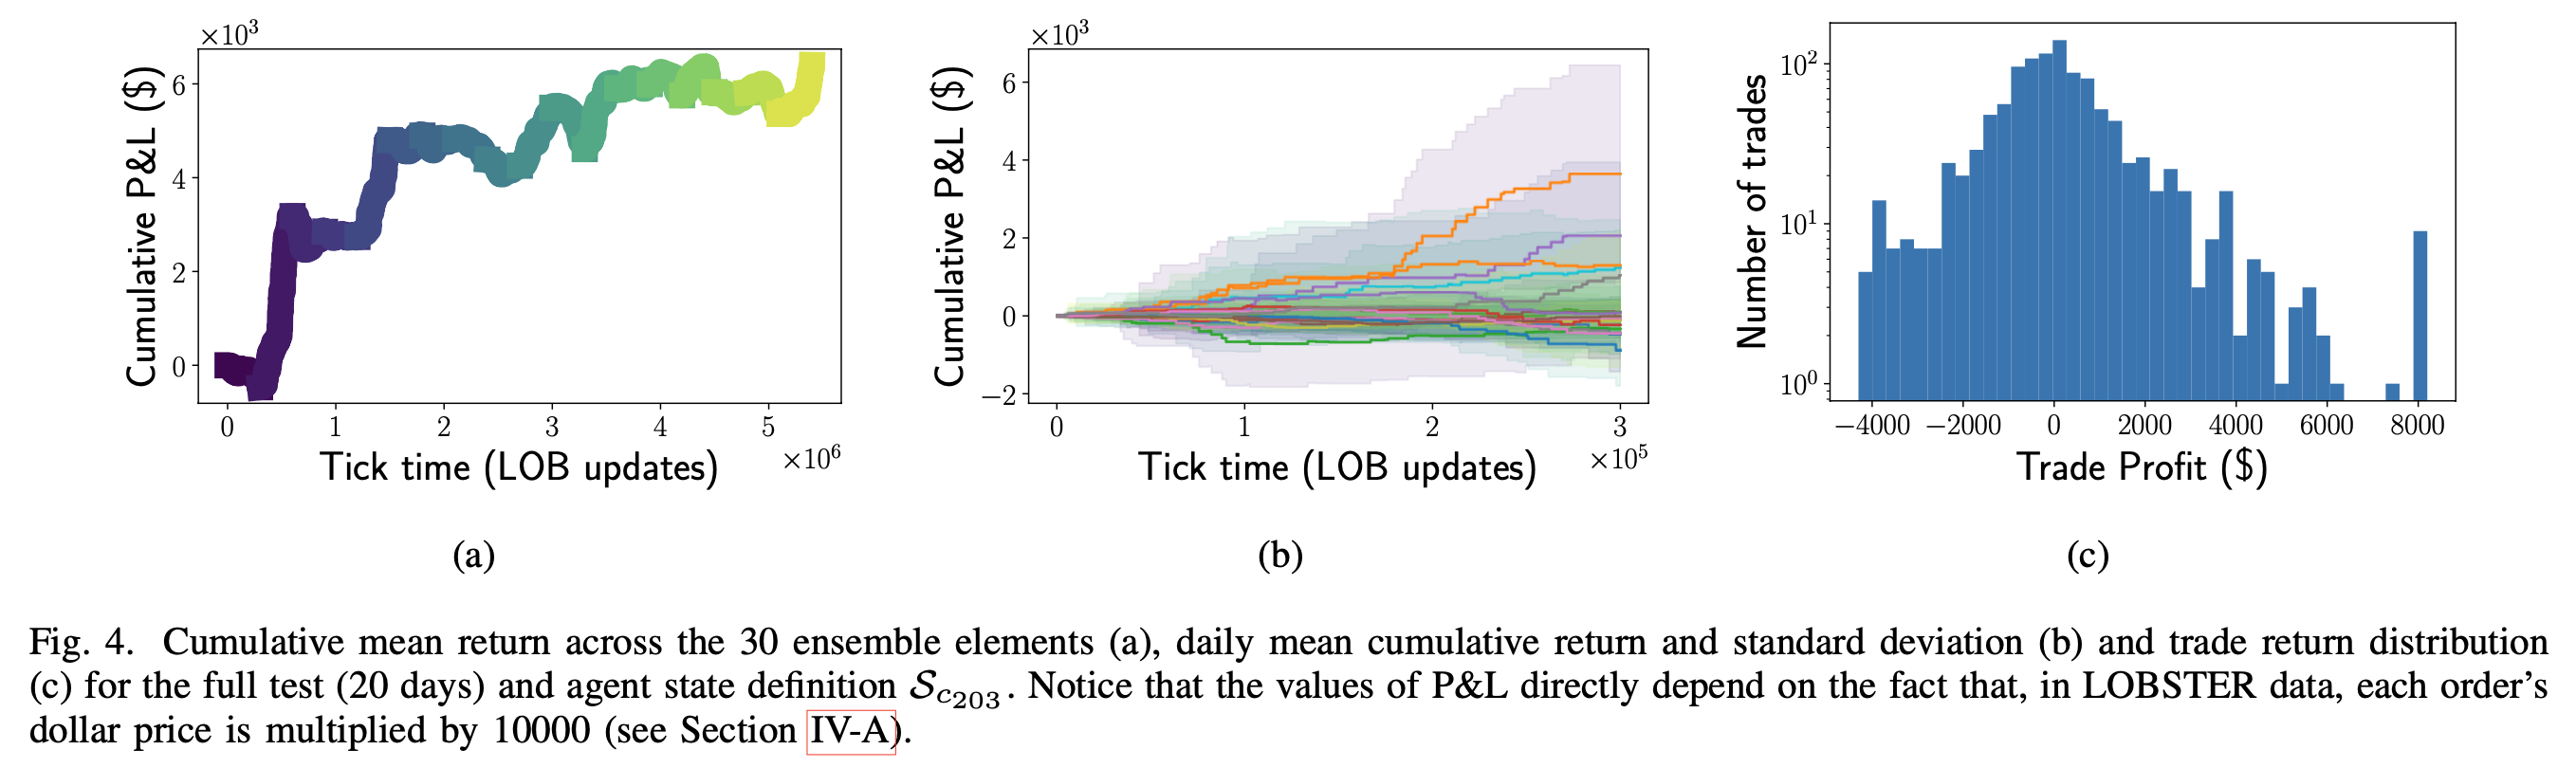 ×10³
Cumulative P&L ($)
6
4
2
0
0 1 2 3 4 5
×10⁶
Tick time (LOB updates)
(a)
×10³
Cumulative P&L ($)
6
4
2
0
−2
0 1 2 3
×10⁵
Tick time (LOB updates)
(b)
Number of trades
10²
10¹
10⁰
−4000 −2000 0 2000 4000 6000 8000
Trade Profit ($)
(c)
Fig. 4. Cumulative mean return across the 30 ensemble elements (a), daily mean cumulative return and standard deviation (b) and trade return distribution
(c) for the full test (20 days) and agent state definition 𝒮c₂₀₃. Notice that the values of P&L directly depend on the fact that, in LOBSTER data, each order’s
dollar price is multiplied by 10000 (see Section IV-A).